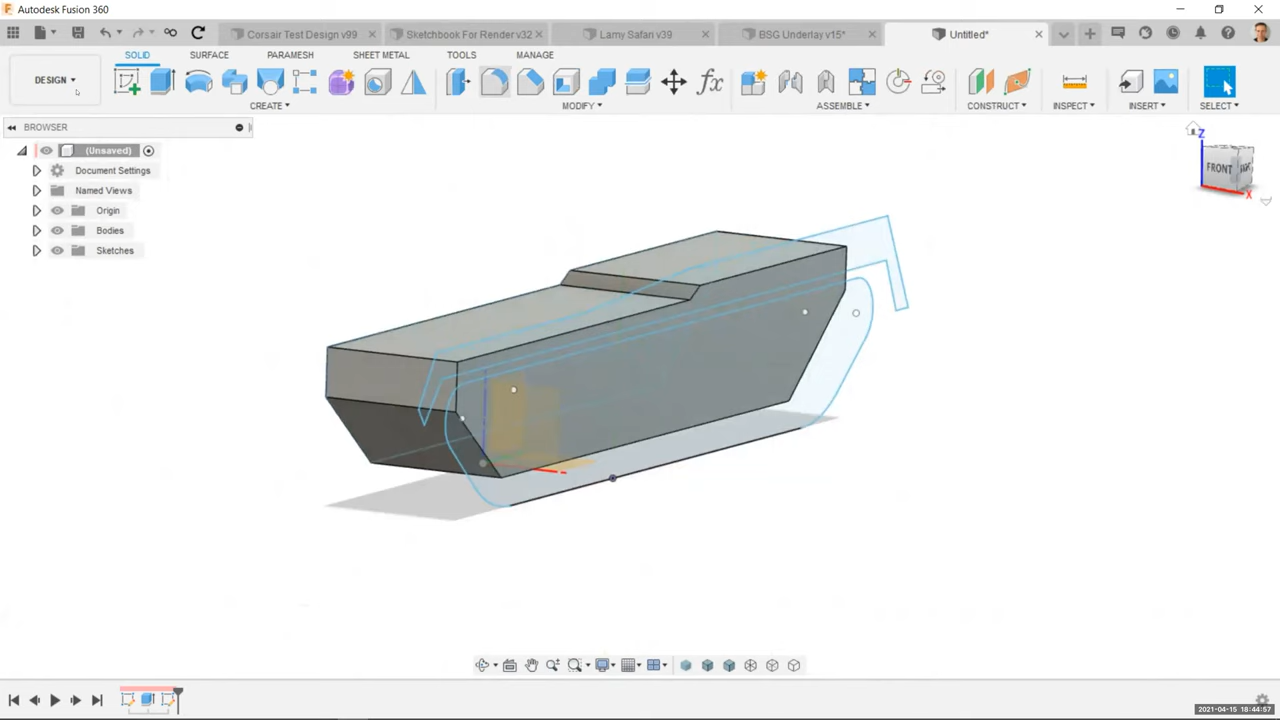 Autodesk Fusion 360
Corsair Test Design v99
Sketchbook For Render v32
Lamy Safari v39
BSG Underlay v15*
Untitled*
DESIGN
SOLID
SURFACE
PARAMESH
SHEET METAL
TOOLS
MANAGE
CREATE
MODIFY
ASSEMBLE
CONSTRUCT
INSPECT
INSERT
SELECT
BROWSER
(Unsaved)
Document Settings
Named Views
Origin
Bodies
Sketches
Z
FRONT
X
2021-04-15 18:44:57